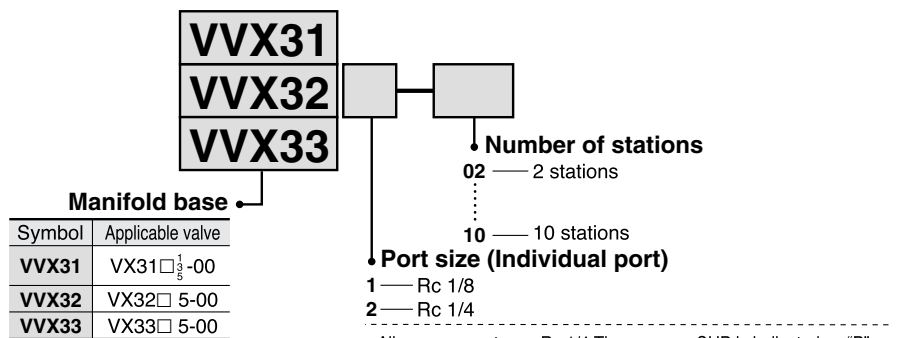 VVX31
VVX32
VVX33
Number of stations
02 2 stations
10 10 stations
Manifold base
Symbol Applicable valve
VVX31 VX31□ 1 3 5 -00
VVX32 VX32□ 5-00
VVX33 VX33□ 5-00
Port size (Individual port)
1 Rc 1/8
2 Rc 1/4